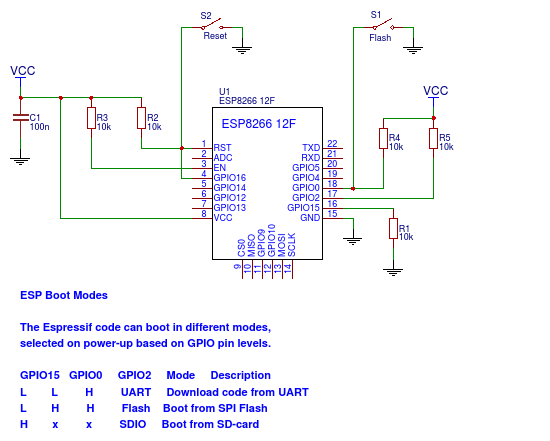 S2
Reset
S1
Flash
VCC
C1
100n
R3
10k
R2
10k
U1
ESP8266 12F
ESP8266 12F
VCC
R4
10k
R5
10k
1 RST
2 ADC
3 EN
4 GPIO16
5 GPIO14
6 GPIO12
7 GPIO13
8 VCC
TXD 22
RXD 21
GPIO5 20
GPIO4 19
GPIO0 18
GPIO2 17
GPIO15 16
GND 15
CS0 9
MISO 10
GPIO9 11
GPIO10 12
MOSI 13
SCLK 14
R1
10k
ESP Boot Modes
The Espressif code can boot in different modes,
selected on power-up based on GPIO pin levels.
GPIO15 GPIO0 GPIO2 Mode Description
L L H UART Download code from UART
L H H Flash Boot from SPI Flash
H x x SDIO Boot from SD-card